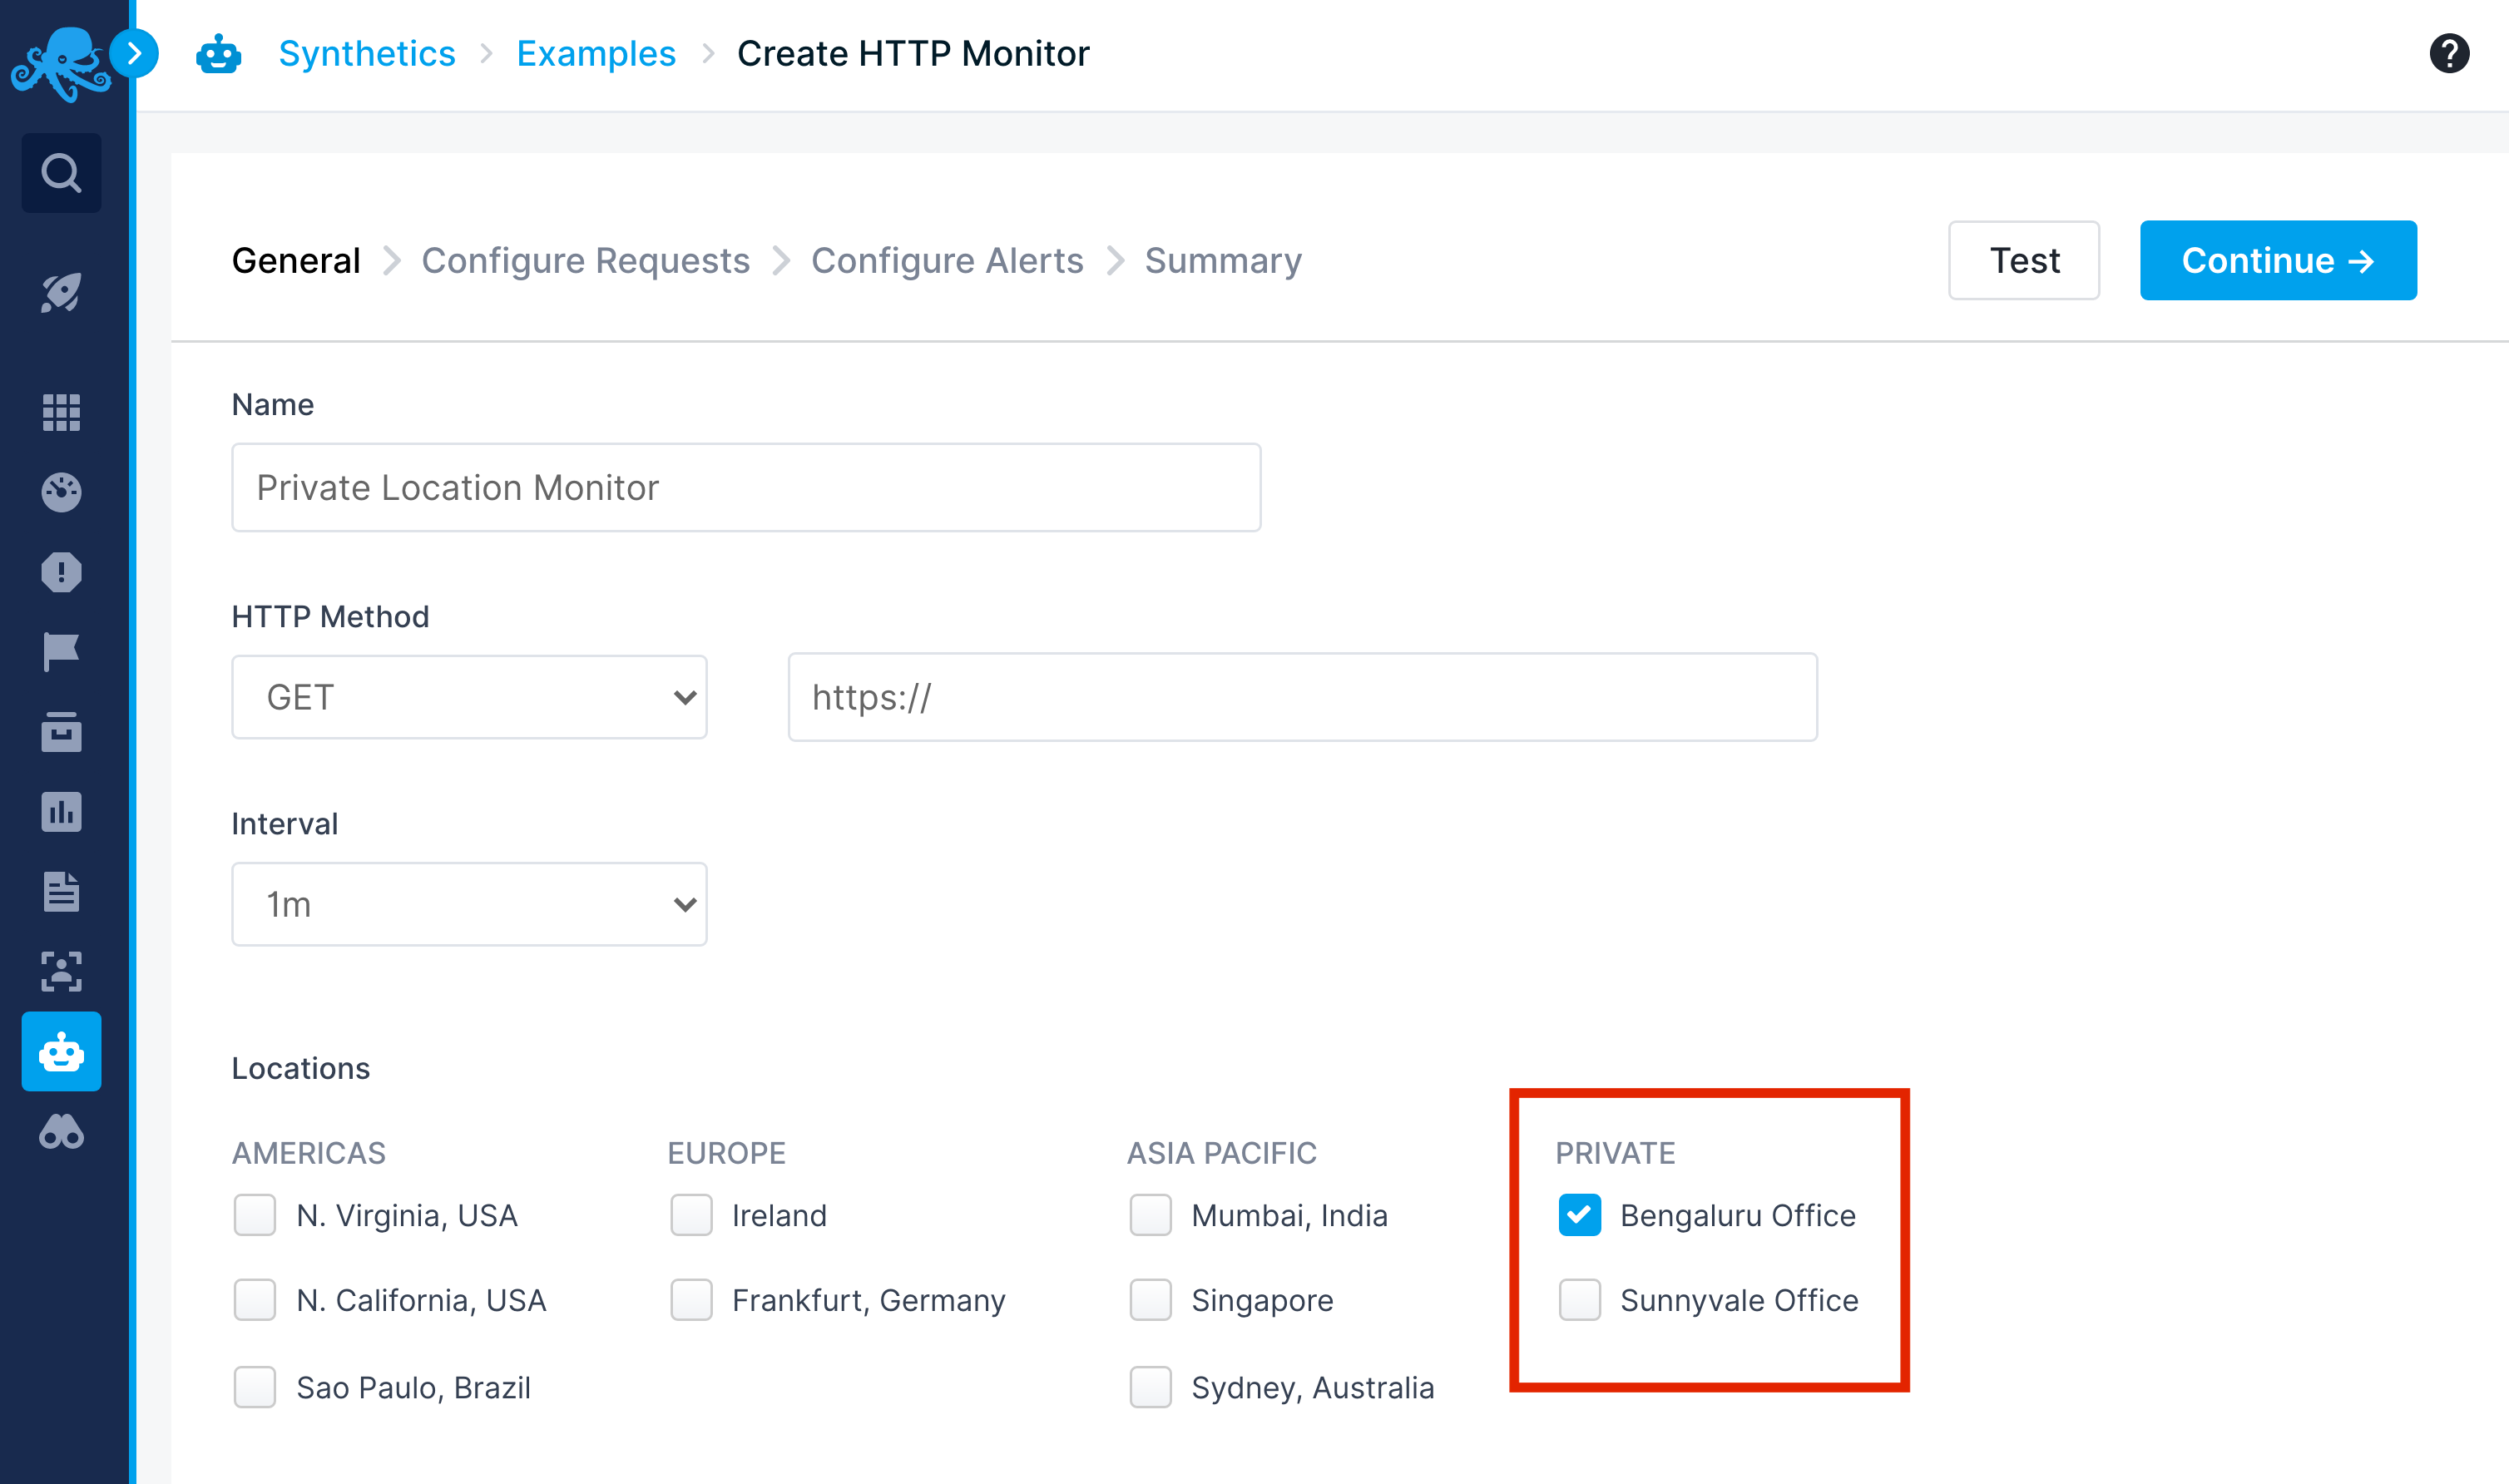 Synthetics > Examples > Create HTTP Monitor
General > Configure Requests > Configure Alerts > Summary
Test
Continue →
Name
Private Location Monitor
HTTP Method
GET
https://
Interval
1m
Locations
AMERICAS
N. Virginia, USA
N. California, USA
Sao Paulo, Brazil
EUROPE
Ireland
Frankfurt, Germany
ASIA PACIFIC
Mumbai, India
Singapore
Sydney, Australia
PRIVATE
Bengaluru Office
Sunnyvale Office